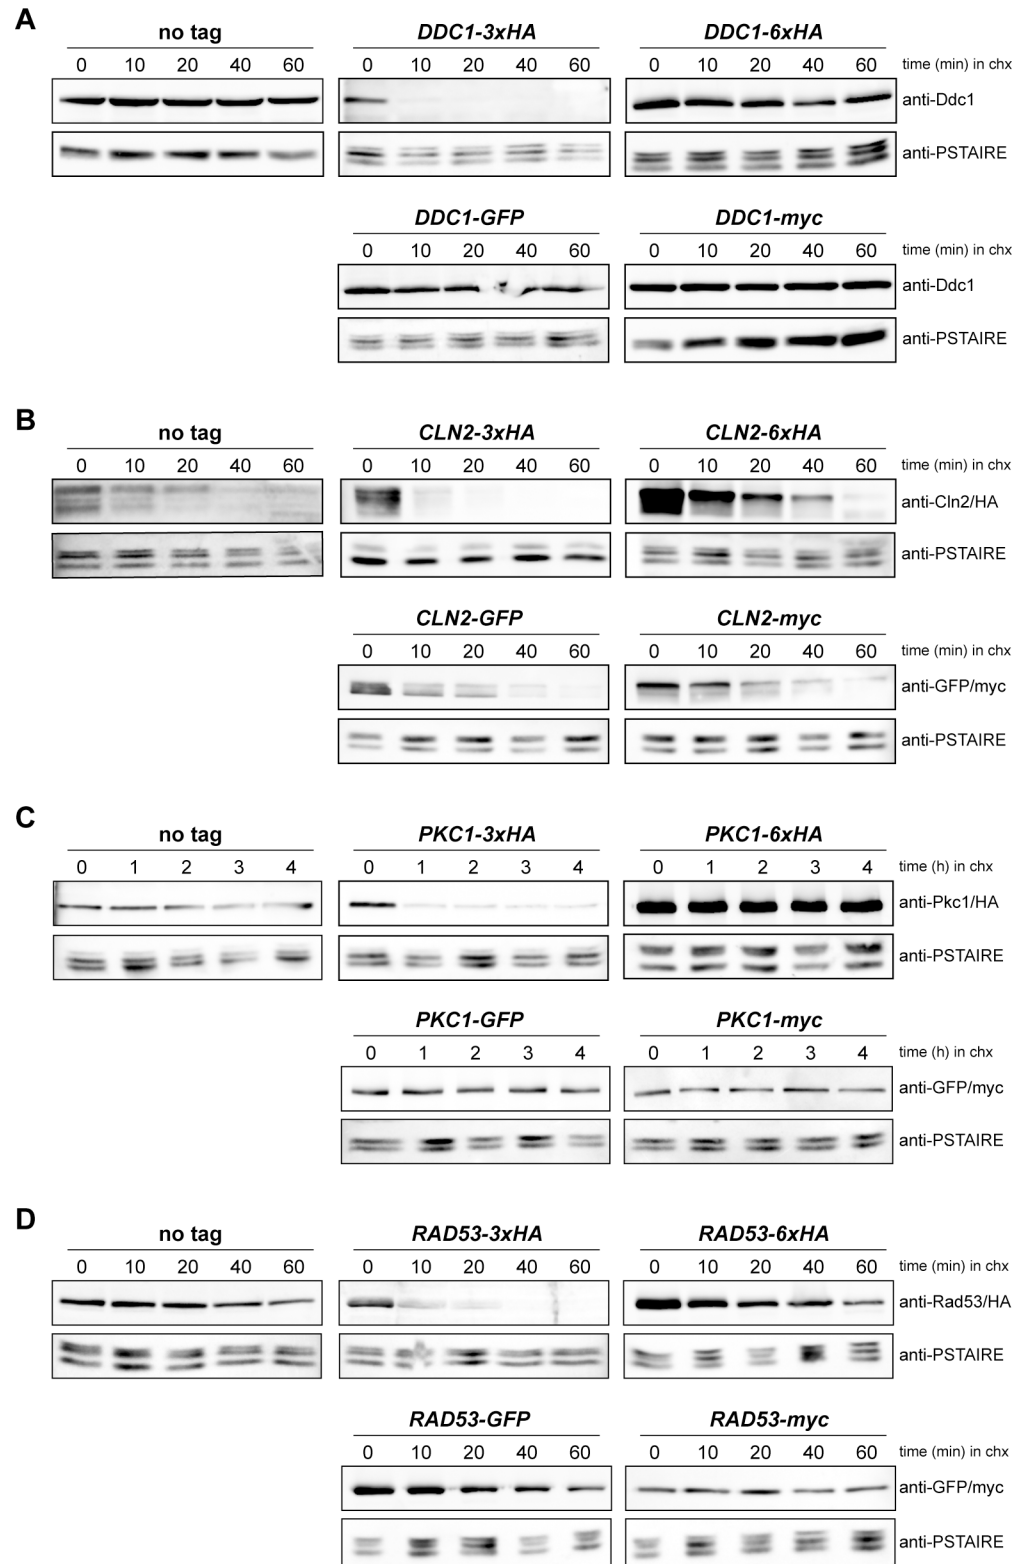 A
no tag DDC1-3xHA DDC1-6xHA
0 10 20 40 60 0 10 20 40 60 0 10 20 40 60 time (min) in chx
anti-Ddc1
anti-PSTAIRE
DDC1-GFP DDC1-myc
0 10 20 40 60 0 10 20 40 60 time (min) in chx
anti-Ddc1
anti-PSTAIRE
B
no tag CLN2-3xHA CLN2-6xHA
0 10 20 40 60 0 10 20 40 60 0 10 20 40 60 time (min) in chx
anti-Cln2/HA
anti-PSTAIRE
CLN2-GFP CLN2-myc
0 10 20 40 60 0 10 20 40 60 time (min) in chx
anti-GFP/myc
anti-PSTAIRE
C
no tag PKC1-3xHA PKC1-6xHA
0 1 2 3 4 0 1 2 3 4 0 1 2 3 4 time (h) in chx
anti-Pkc1/HA
anti-PSTAIRE
PKC1-GFP PKC1-myc
0 1 2 3 4 0 1 2 3 4 time (h) in chx
anti-GFP/myc
anti-PSTAIRE
D
no tag RAD53-3xHA RAD53-6xHA
0 10 20 40 60 0 10 20 40 60 0 10 20 40 60 time (min) in chx
anti-Rad53/HA
anti-PSTAIRE
RAD53-GFP RAD53-myc
0 10 20 40 60 0 10 20 40 60 time (min) in chx
anti-GFP/myc
anti-PSTAIRE